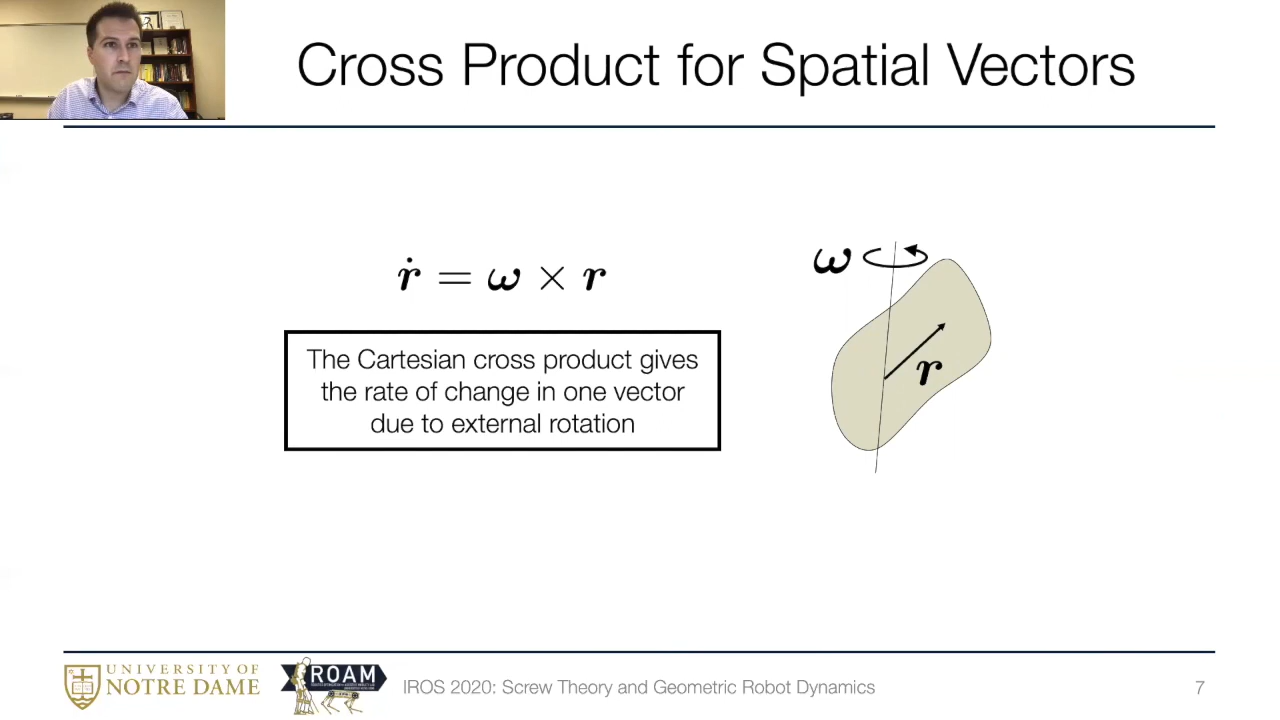 Cross Product for Spatial Vectors
ṙ = ω × r
The Cartesian cross product gives
the rate of change in one vector
due to external rotation
ω
r
UNIVERSITY OF
NOTRE DAME
ROAM
IROS 2020: Screw Theory and Geometric Robot Dynamics
7